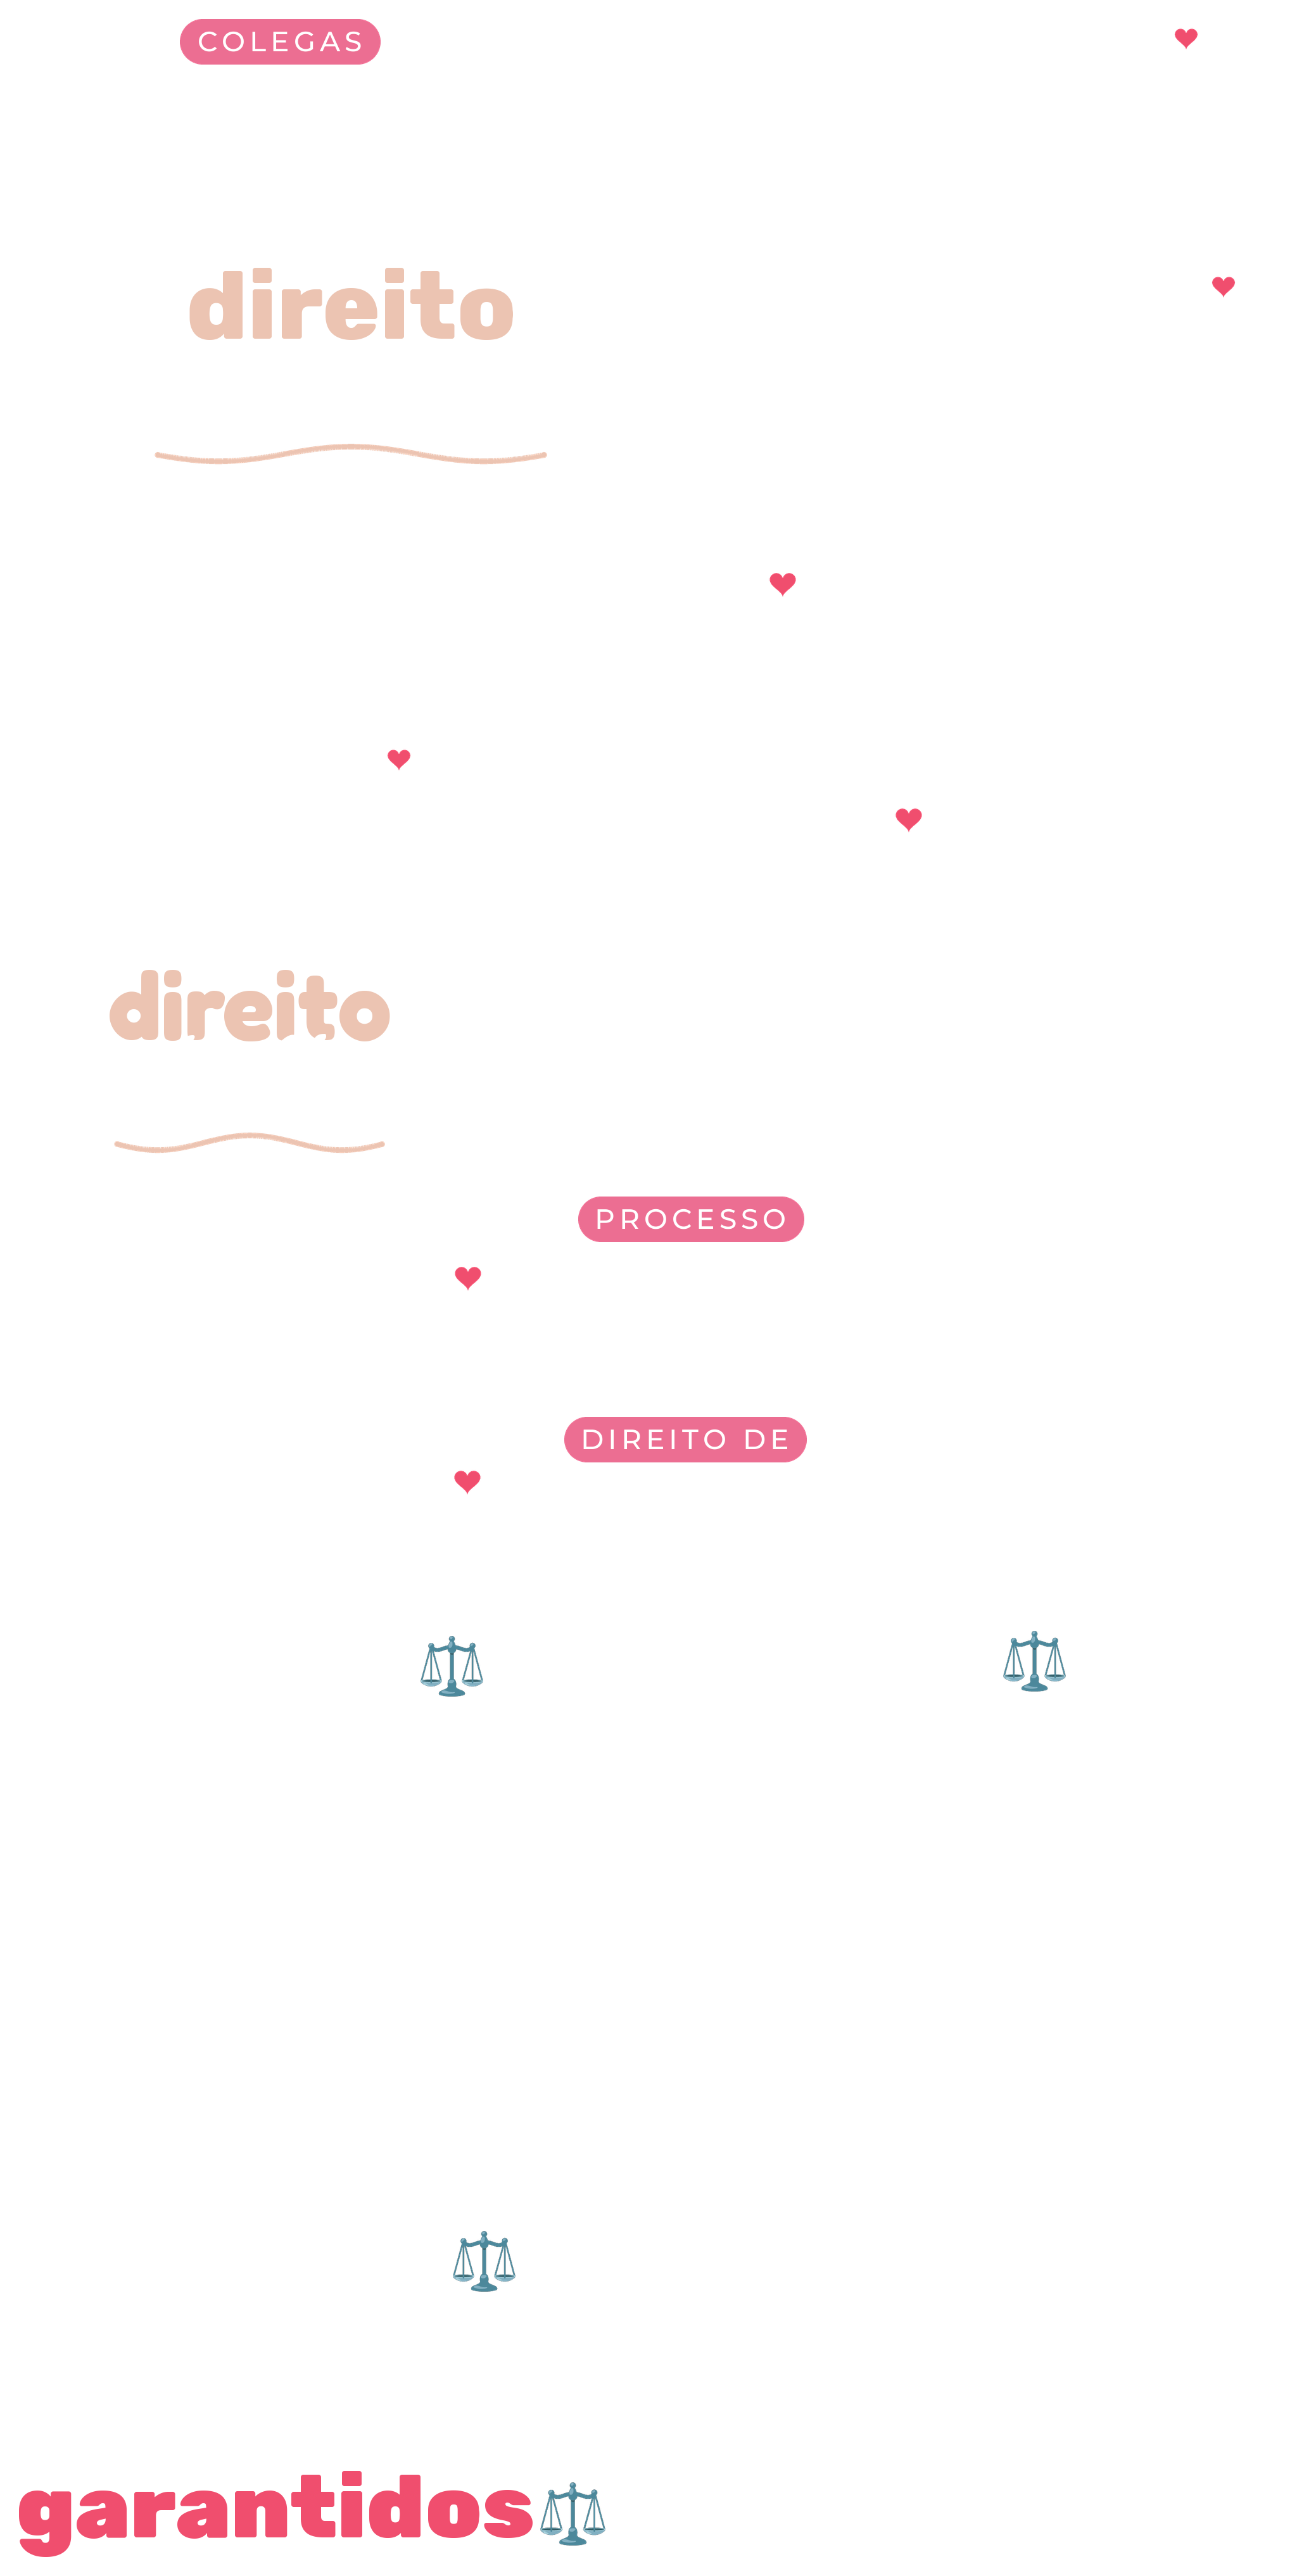 COLEGAS
direito
direito
PROCESSO
DIREITO DE
garantidos